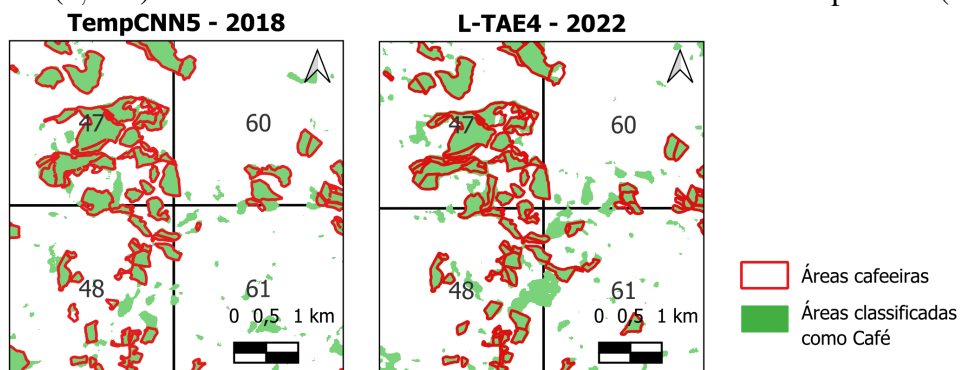 TempCNN5 - 2018
L-TAE4 - 2022
47
60
48
61
0 0,5 1 km
47
60
48
61
0 0,5 1 km
Áreas cafeeiras
Áreas classificadas
como Café